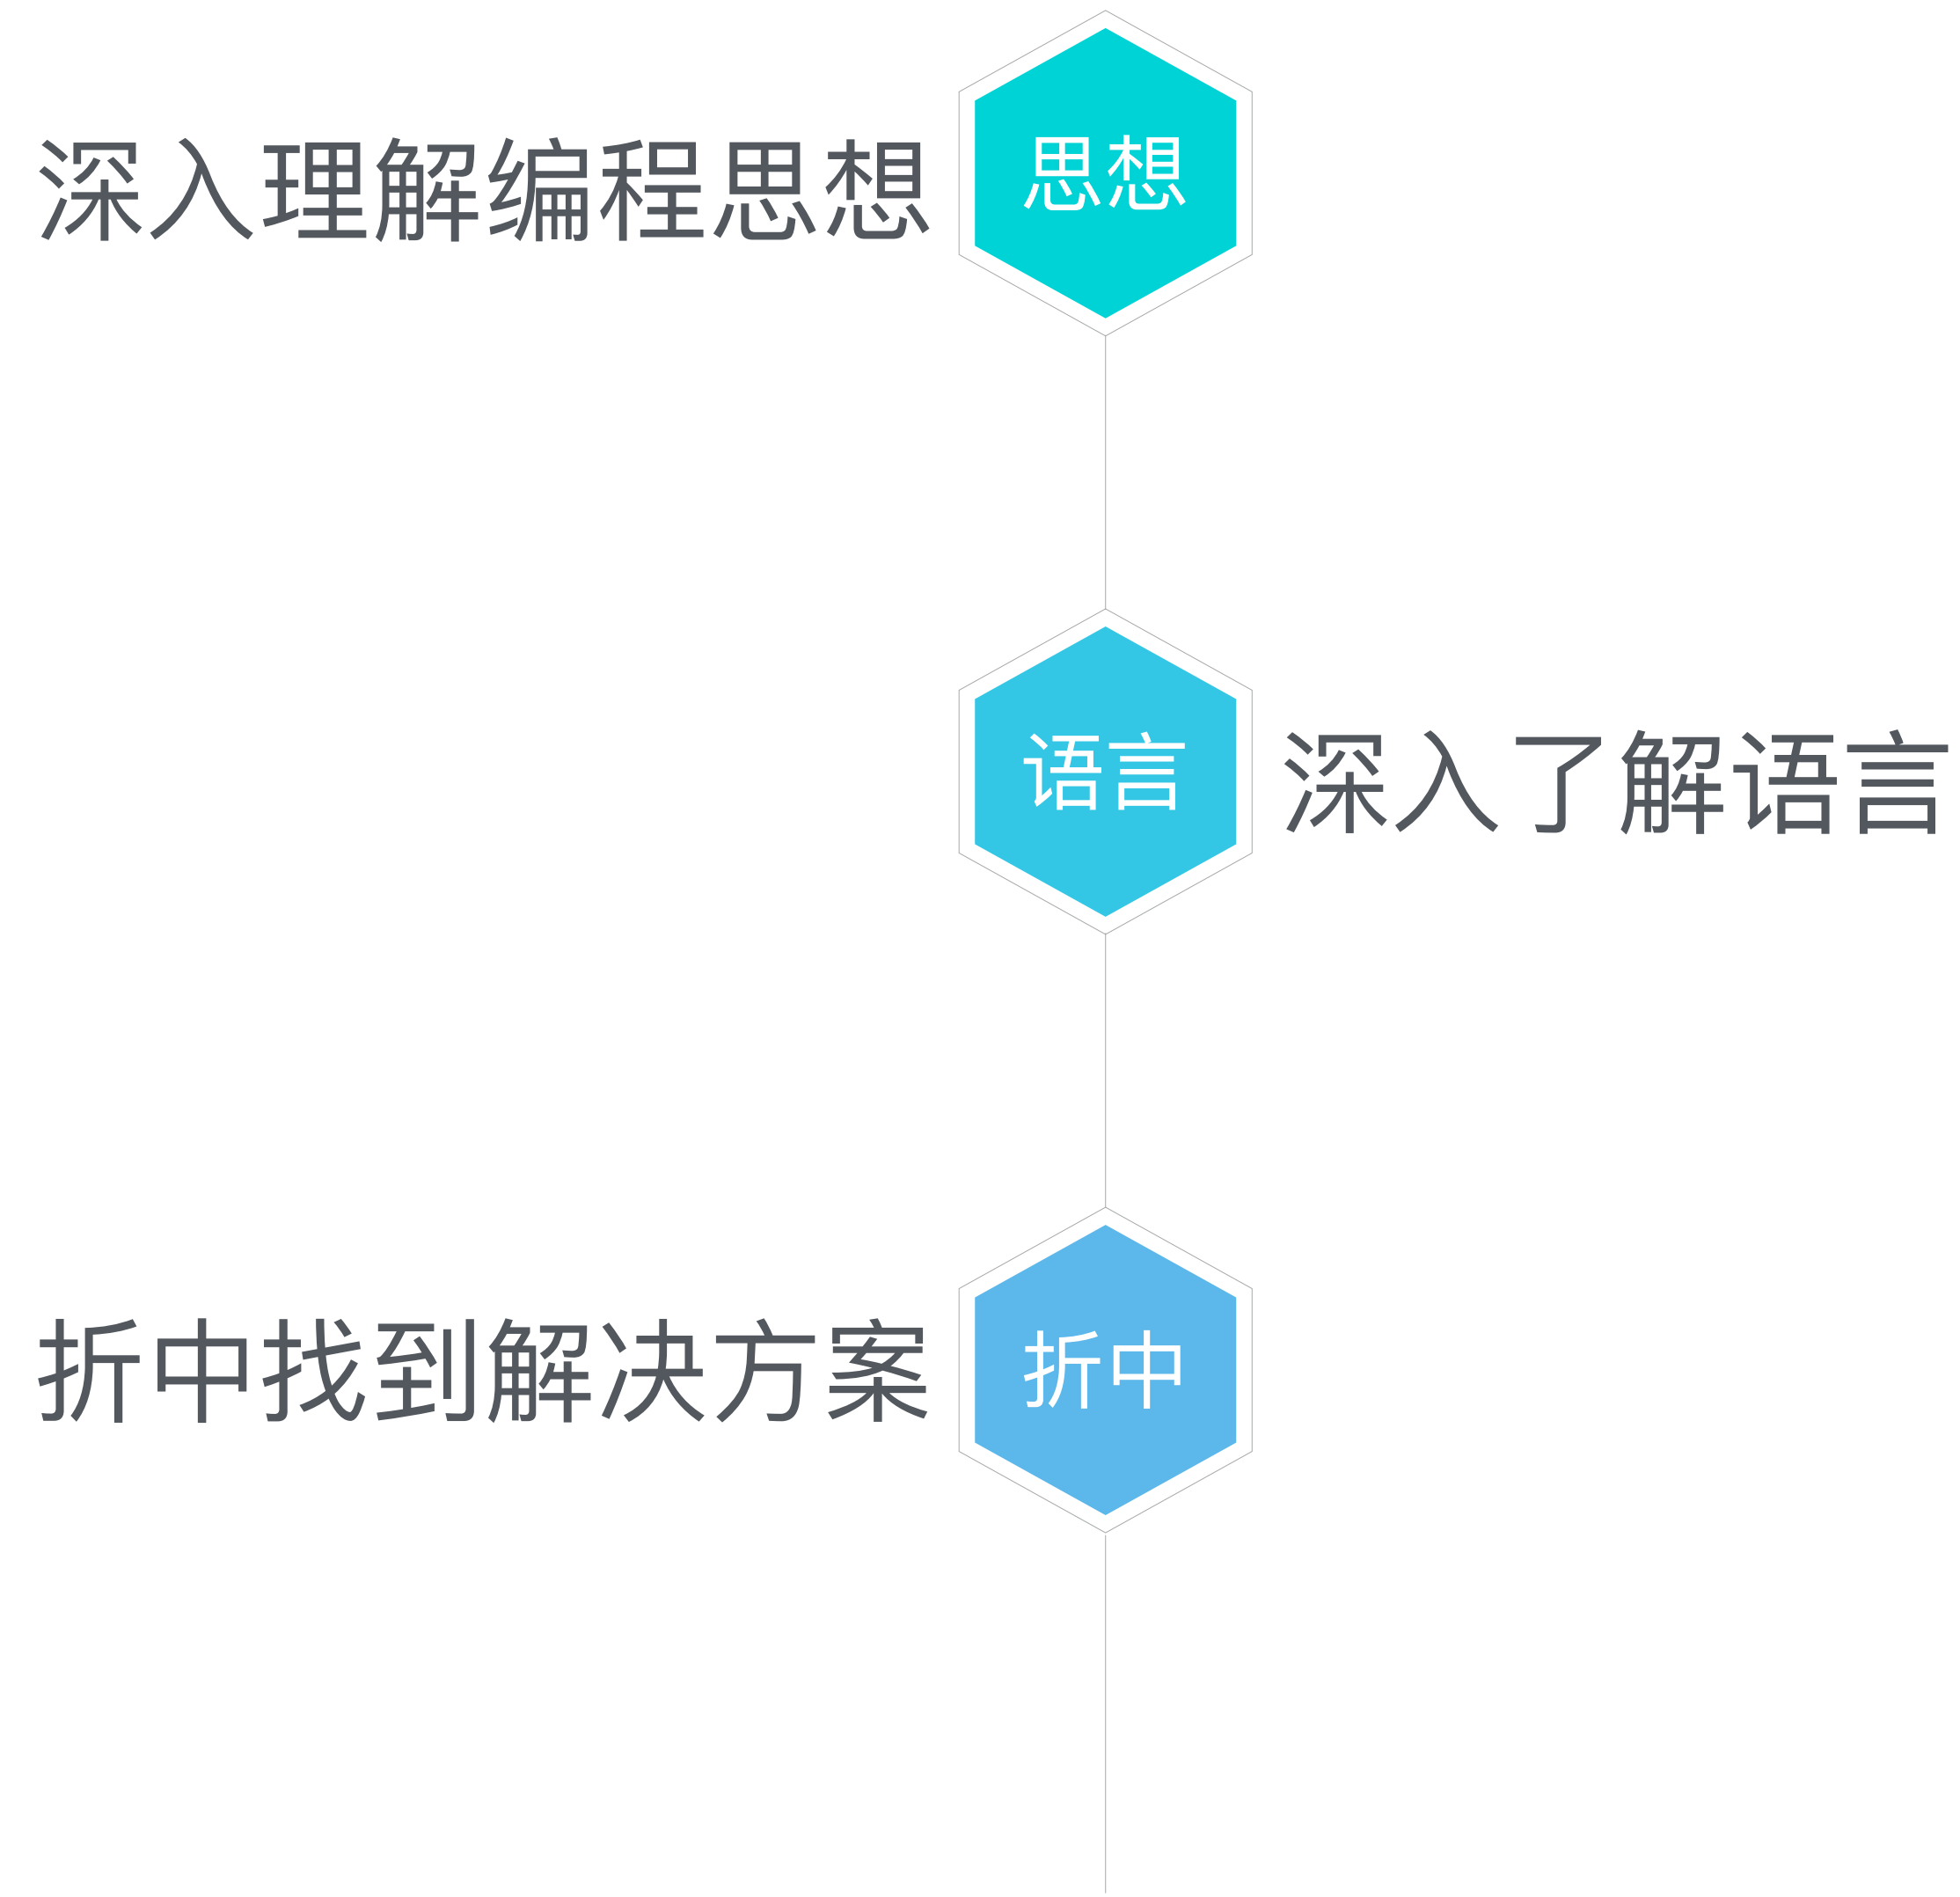 深入理解编程思想
思想
语言
深入了解语言
折中找到解决方案
折中